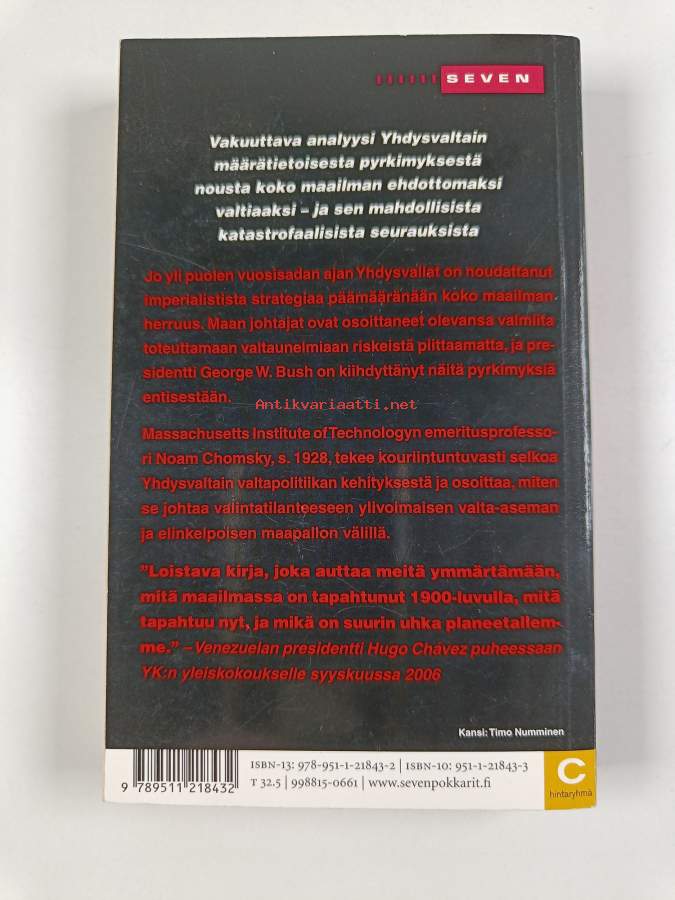 SEVEN
Vakuuttava analyysi Yhdysvaltain
määrätietoisesta pyrkimyksestä
nousta koko maailman ehdottomaksi
valtiaaksi – ja sen mahdollisista
katastrofaalisista seurauksista
Jo yli puolen vuosisadan ajan Yhdysvallat on noudattanut
imperialistista strategiaa päämääränään koko maailman-
herruus. Maan johtajat ovat osoittaneet olevansa valmiita
toteuttamaan valtaunelmiaan riskeistä piittaamatta, ja pre-
sidentti George W. Bush on kiihdyttänyt näitä pyrkimyksiä
entisestään.
Antikvariaatti.net
Massachusetts Institute of Technologyn emeritusprofesso-
ri Noam Chomsky, s. 1928, tekee kouriintuntuvasti selkoa
Yhdysvaltain valtapolitiikan kehityksestä ja osoittaa, miten
se johtaa valintatilanteeseen ylivoimaisen valta-aseman
ja elinkelpoisen maapallon välillä.
”Loistava kirja, joka auttaa meitä ymmärtämään,
mitä maailmassa on tapahtunut 1900-luvulla, mitä
tapahtuu nyt, ja mikä on suurin uhka planeetallem-
me.” – Venezuelan presidentti Hugo Chávez puheessaan
YK:n yleiskokoukselle syyskuussa 2006
Kansi: Timo Numminen
ISBN-13: 978-951-1-21843-2 | ISBN-10: 951-1-21843-3
T 32.5 | 998815-0661 | www.sevenpokkarit.fi
9 789511 218432
C
hintaryhmä